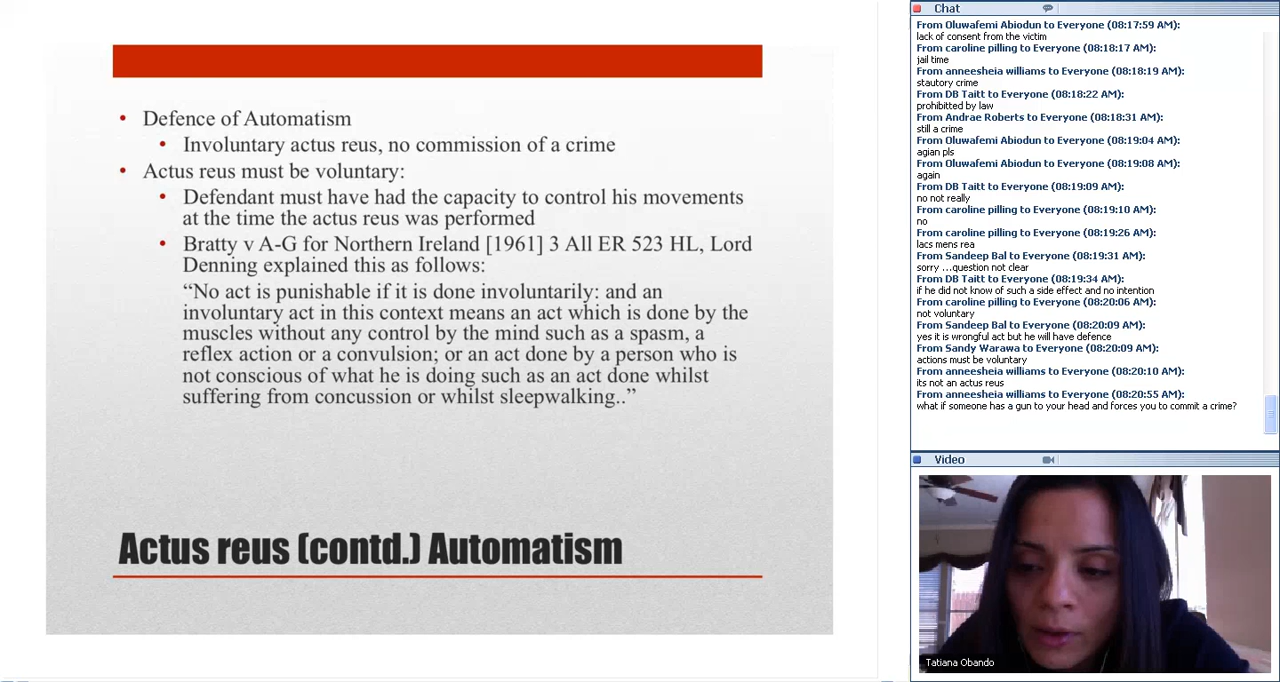 • Defence of Automatism
• Involuntary actus reus, no commission of a crime
• Actus reus must be voluntary:
• Defendant must have had the capacity to control his movements
at the time the actus reus was performed
• Bratty v A-G for Northern Ireland [1961] 3 All ER 523 HL, Lord
Denning explained this as follows:
“No act is punishable if it is done involuntarily: and an
involuntary act in this context means an act which is done by the
muscles without any control by the mind such as a spasm, a
reflex action or a convulsion; or an act done by a person who is
not conscious of what he is doing such as an act done whilst
suffering from concussion or whilst sleepwalking..”
Actus reus (contd.) Automatism
Chat
From Oluwafemi Abiodun to Everyone (08:17:59 AM):
lack of consent from the victim
From caroline pilling to Everyone (08:18:17 AM):
jail time
From anneesheia williams to Everyone (08:18:19 AM):
stautory crime
From DB Taitt to Everyone (08:18:22 AM):
prohibitted by law
From Andrae Roberts to Everyone (08:18:31 AM):
still a crime
From Oluwafemi Abiodun to Everyone (08:19:04 AM):
agian pls
From Oluwafemi Abiodun to Everyone (08:19:08 AM):
again
From DB Taitt to Everyone (08:19:09 AM):
no not really
From caroline pilling to Everyone (08:19:10 AM):
no
From caroline pilling to Everyone (08:19:26 AM):
lacs mens rea
From Sandeep Bal to Everyone (08:19:31 AM):
sorry ...question not clear
From DB Taitt to Everyone (08:19:34 AM):
if he did not know of such a side effect and no intention
From caroline pilling to Everyone (08:20:06 AM):
not voluntary
From Sandeep Bal to Everyone (08:20:09 AM):
yes it is wrongful act but he will have defence
From Sandy Warawa to Everyone (08:20:09 AM):
actions must be voluntary
From anneesheia williams to Everyone (08:20:10 AM):
its not an actus reus
From anneesheia williams to Everyone (08:20:55 AM):
what if someone has a gun to your head and forces you to commit a crime?
Video
Tatiana Obando